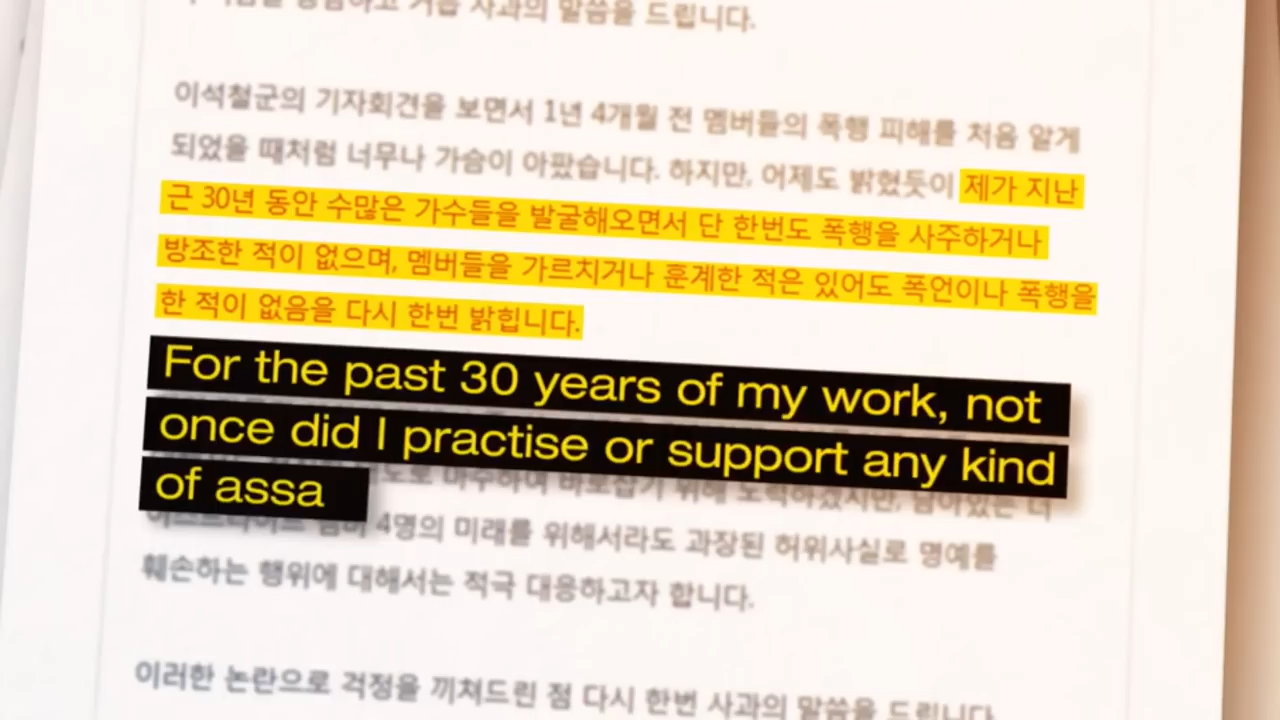 사과의 말씀을 드립니다.
이석철군의 기자회견을 보면서 1년 4개월 전 멤버들의 폭행 피해를 처음 알게
되었을 때처럼 너무나 가슴이 아팠습니다. 하지만, 어제도 밝혔듯이 제가 지난
근 30년 동안 수많은 가수들을 발굴해오면서 단 한번도 폭행을 사주하거나
방조한 적이 없으며, 멤버들을 가르치거나 훈계한 적은 있어도 폭언이나 폭행을
한 적이 없음을 다시 한번 밝힙니다.
For the past 30 years of my work, not
once did I practise or support any kind
of assa
4명의 미래를 위해서라도 과장된 허위사실로 명예를
훼손하는 행위에 대해서는 적극 대응하고자 합니다.
이러한 논란으로 걱정을 끼쳐드린 점 다시 한번 사과의 말씀을 드립니다